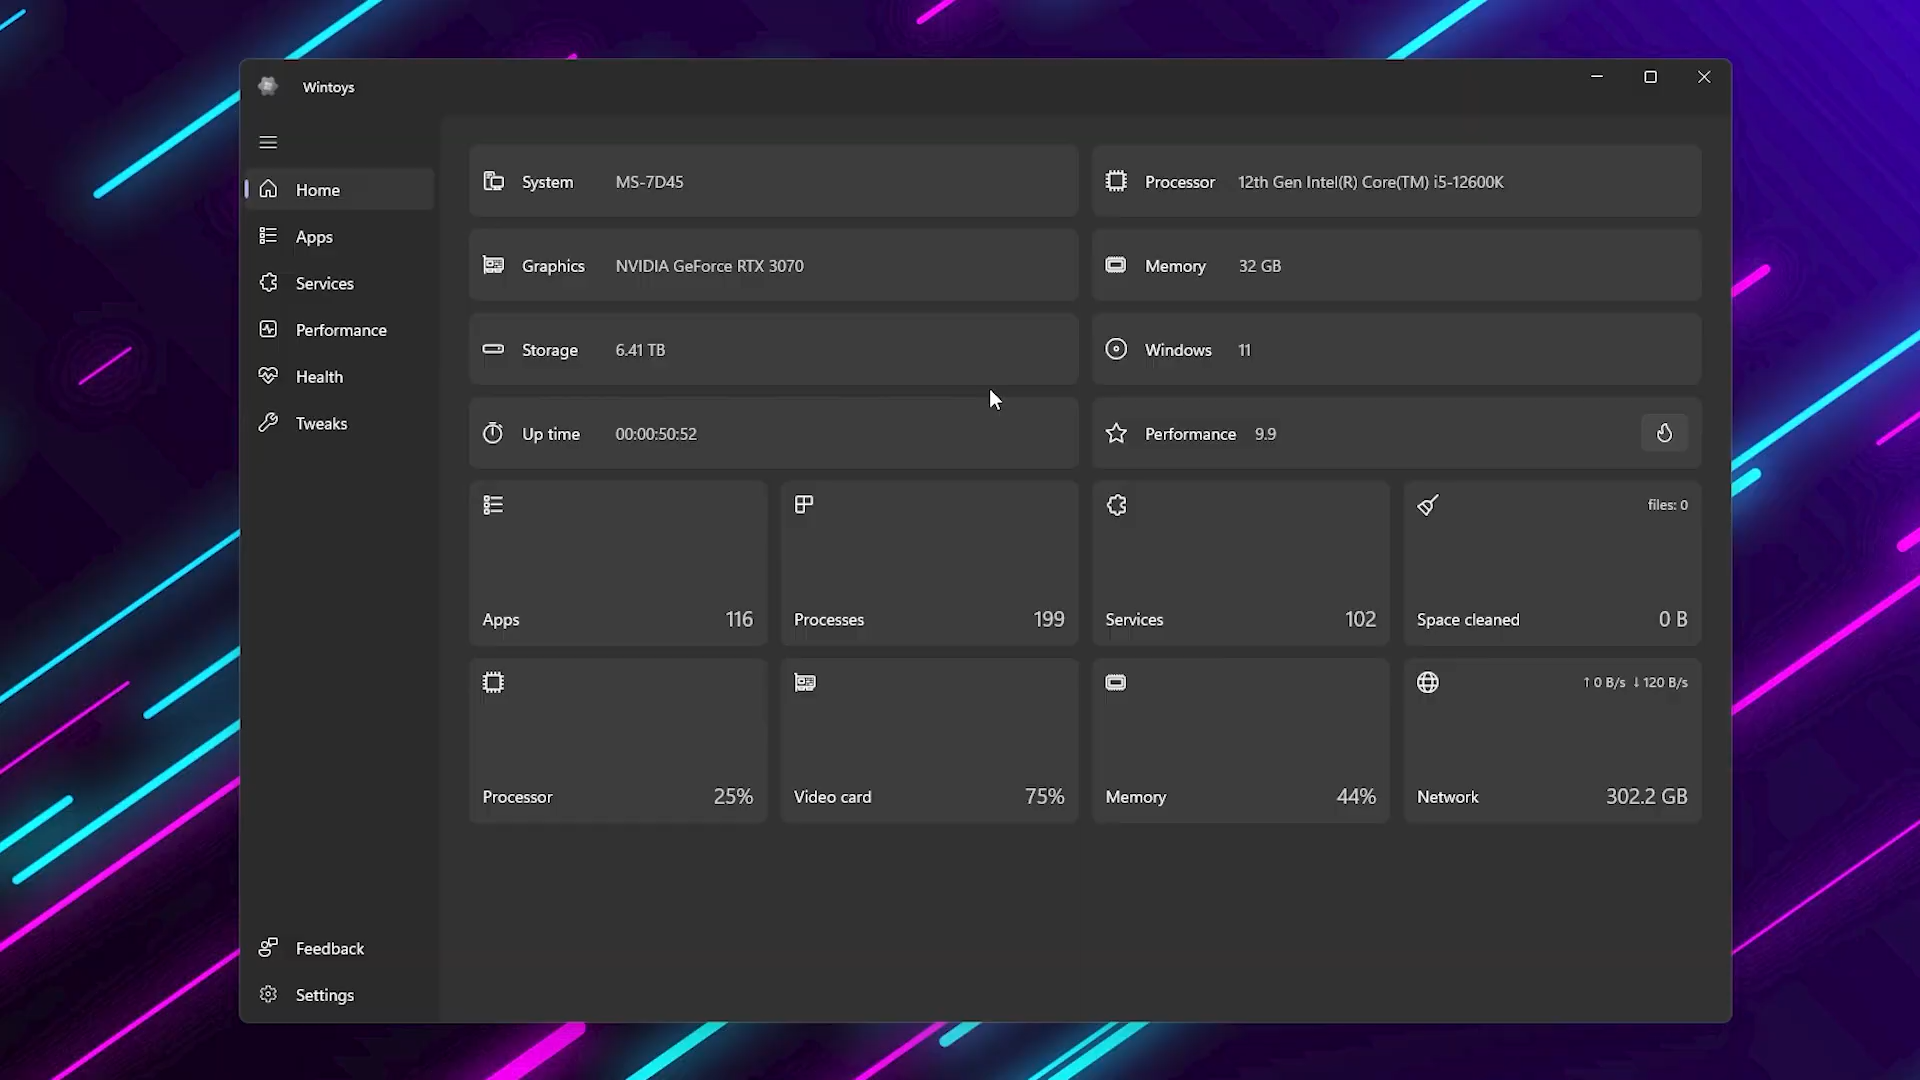 Wintoys
Home
Apps
Services
Performance
Health
Tweaks
Feedback
Settings
System MS-7D45
Processor 12th Gen Intel(R) Core(TM) i5-12600K
Graphics NVIDIA GeForce RTX 3070
Memory 32 GB
Storage 6.41 TB
Windows 11
Up time 00:00:50:52
Performance 9.9
Apps 116
Processes 199
Services 102
files: 0
Space cleaned 0 B
Processor 25%
Video card 75%
Memory 44%
↑ 0 B/s ↓ 120 B/s
Network 302.2 GB